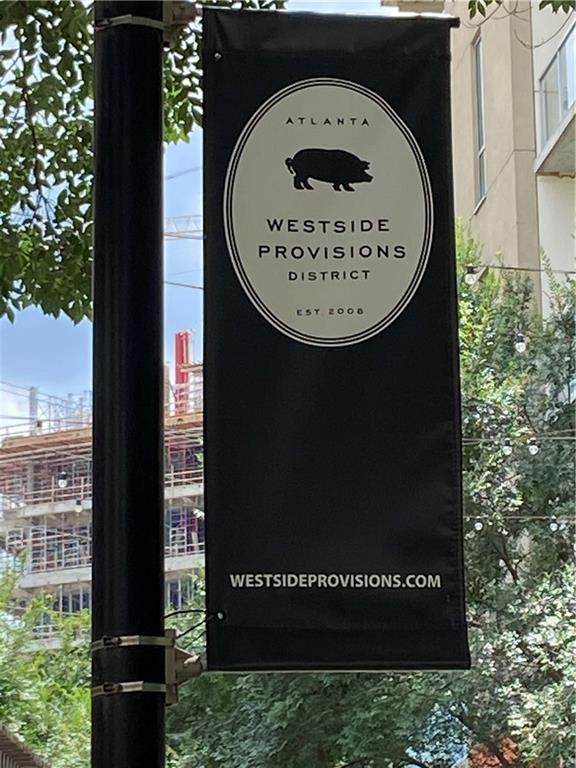 ATLANTA
WESTSIDE
PROVISIONS
DISTRICT
EST. 2008
WESTSIDEPROVISIONS.COM